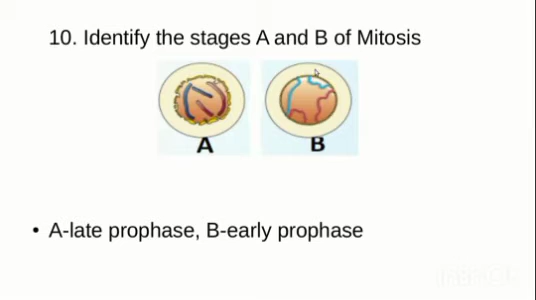 10. Identify the stages A and B of Mitosis
A B
• A-late prophase, B-early prophase